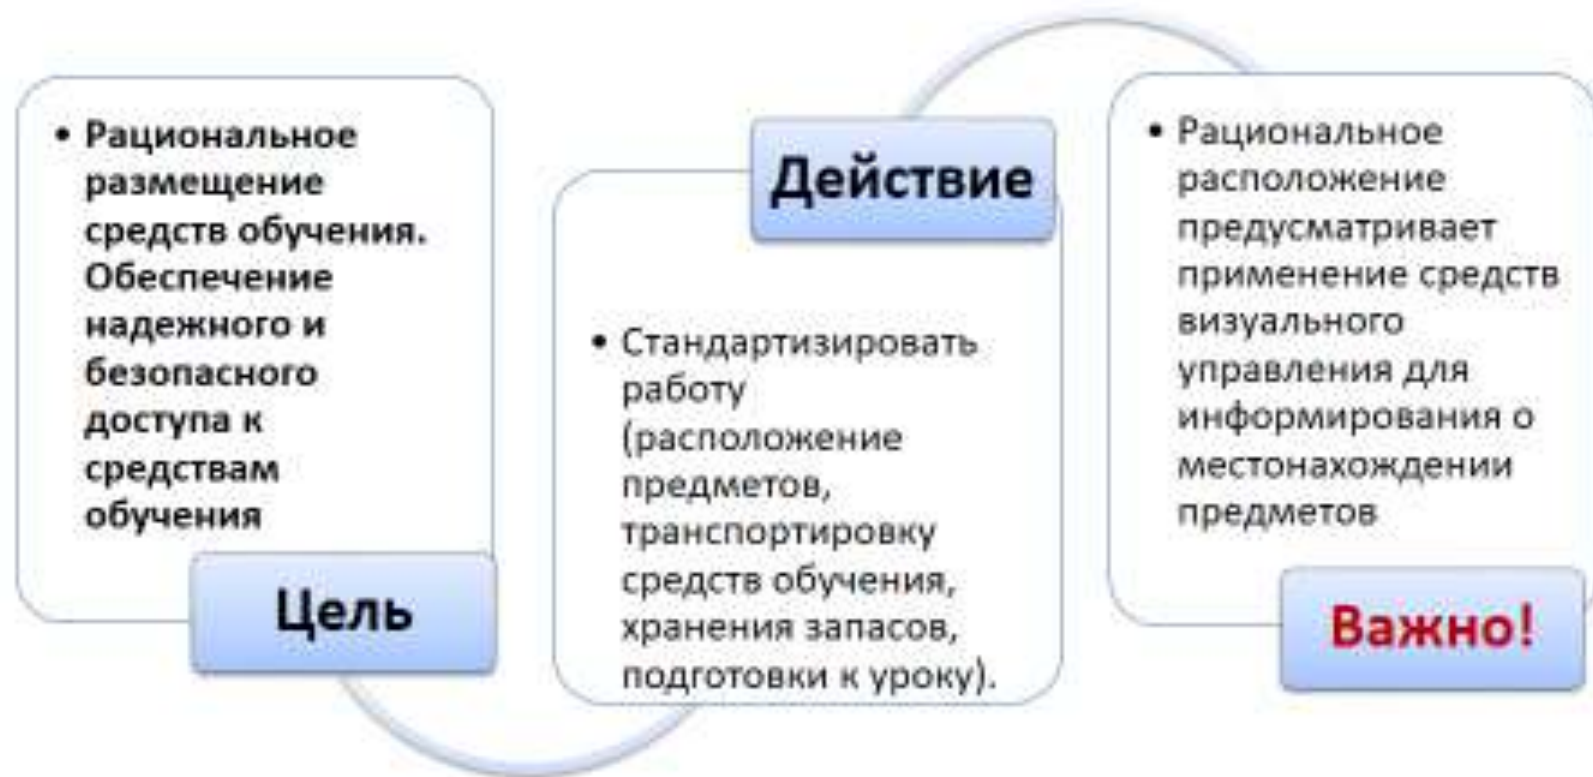 • Рациональное
размещение
средств обучения.
Обеспечение
надежного и
безопасного
доступа к
средствам
обучения
Цель
Действие
• Стандартизировать
работу
(расположение
предметов,
транспортировку
средств обучения,
хранения запасов,
подготовки к уроку).
• Рациональное
расположение
предусматривает
применение средств
визуального
управления для
информирования о
местонахождении
предметов
Важно!